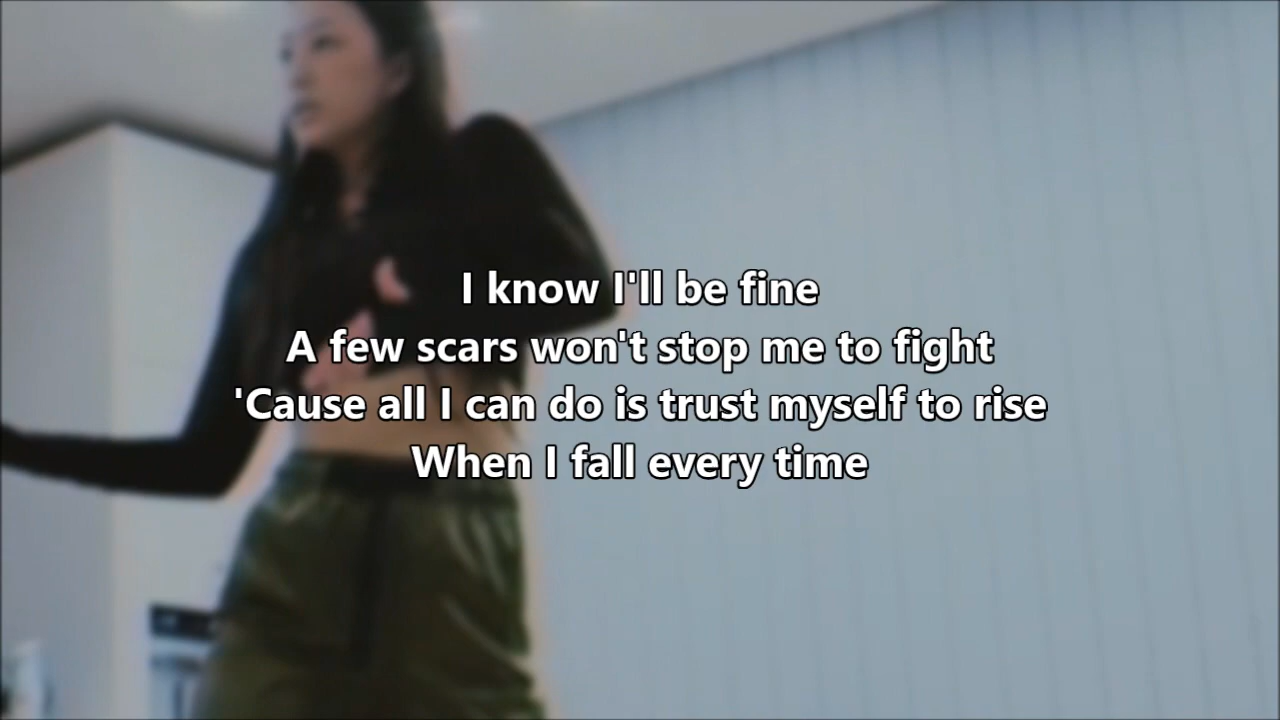 I know I'll be fine
A few scars won't stop me to fight
'Cause all I can do is trust myself to rise
When I fall every time